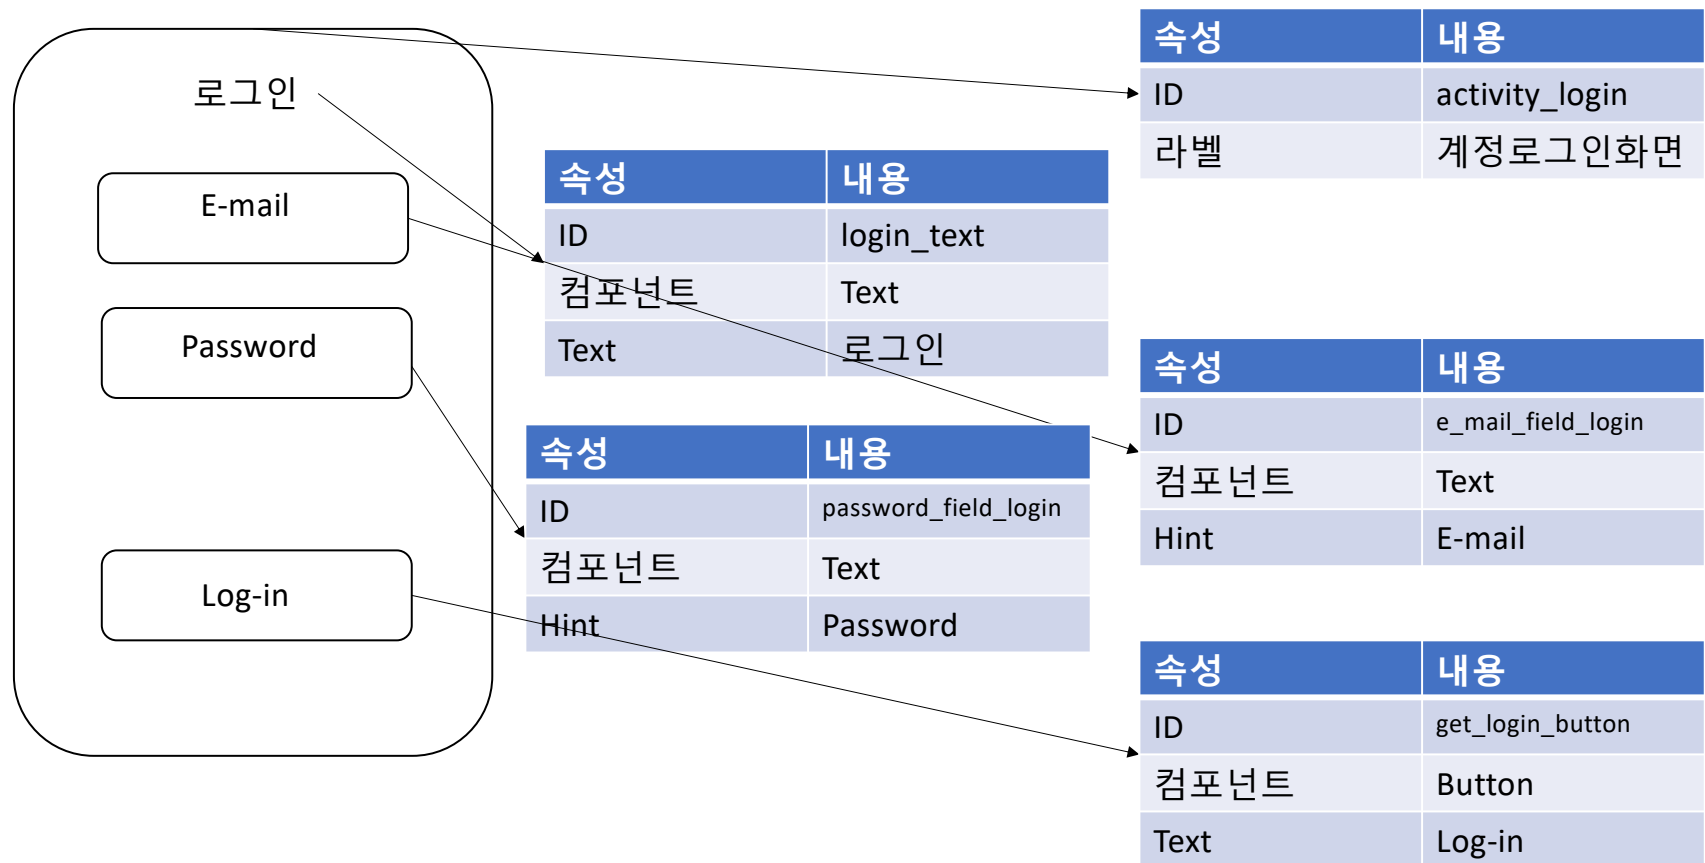 로그인
E-mail
Password
Log-in
속성 내용
ID activity_login
라벨 계정로그인화면
속성 내용
ID login_text
컴포넌트 Text
Text 로그인
속성 내용
ID e_mail_field_login
컴포넌트 Text
Hint E-mail
속성 내용
ID password_field_login
컴포넌트 Text
Hint Password
속성 내용
ID get_login_button
컴포넌트 Button
Text Log-in